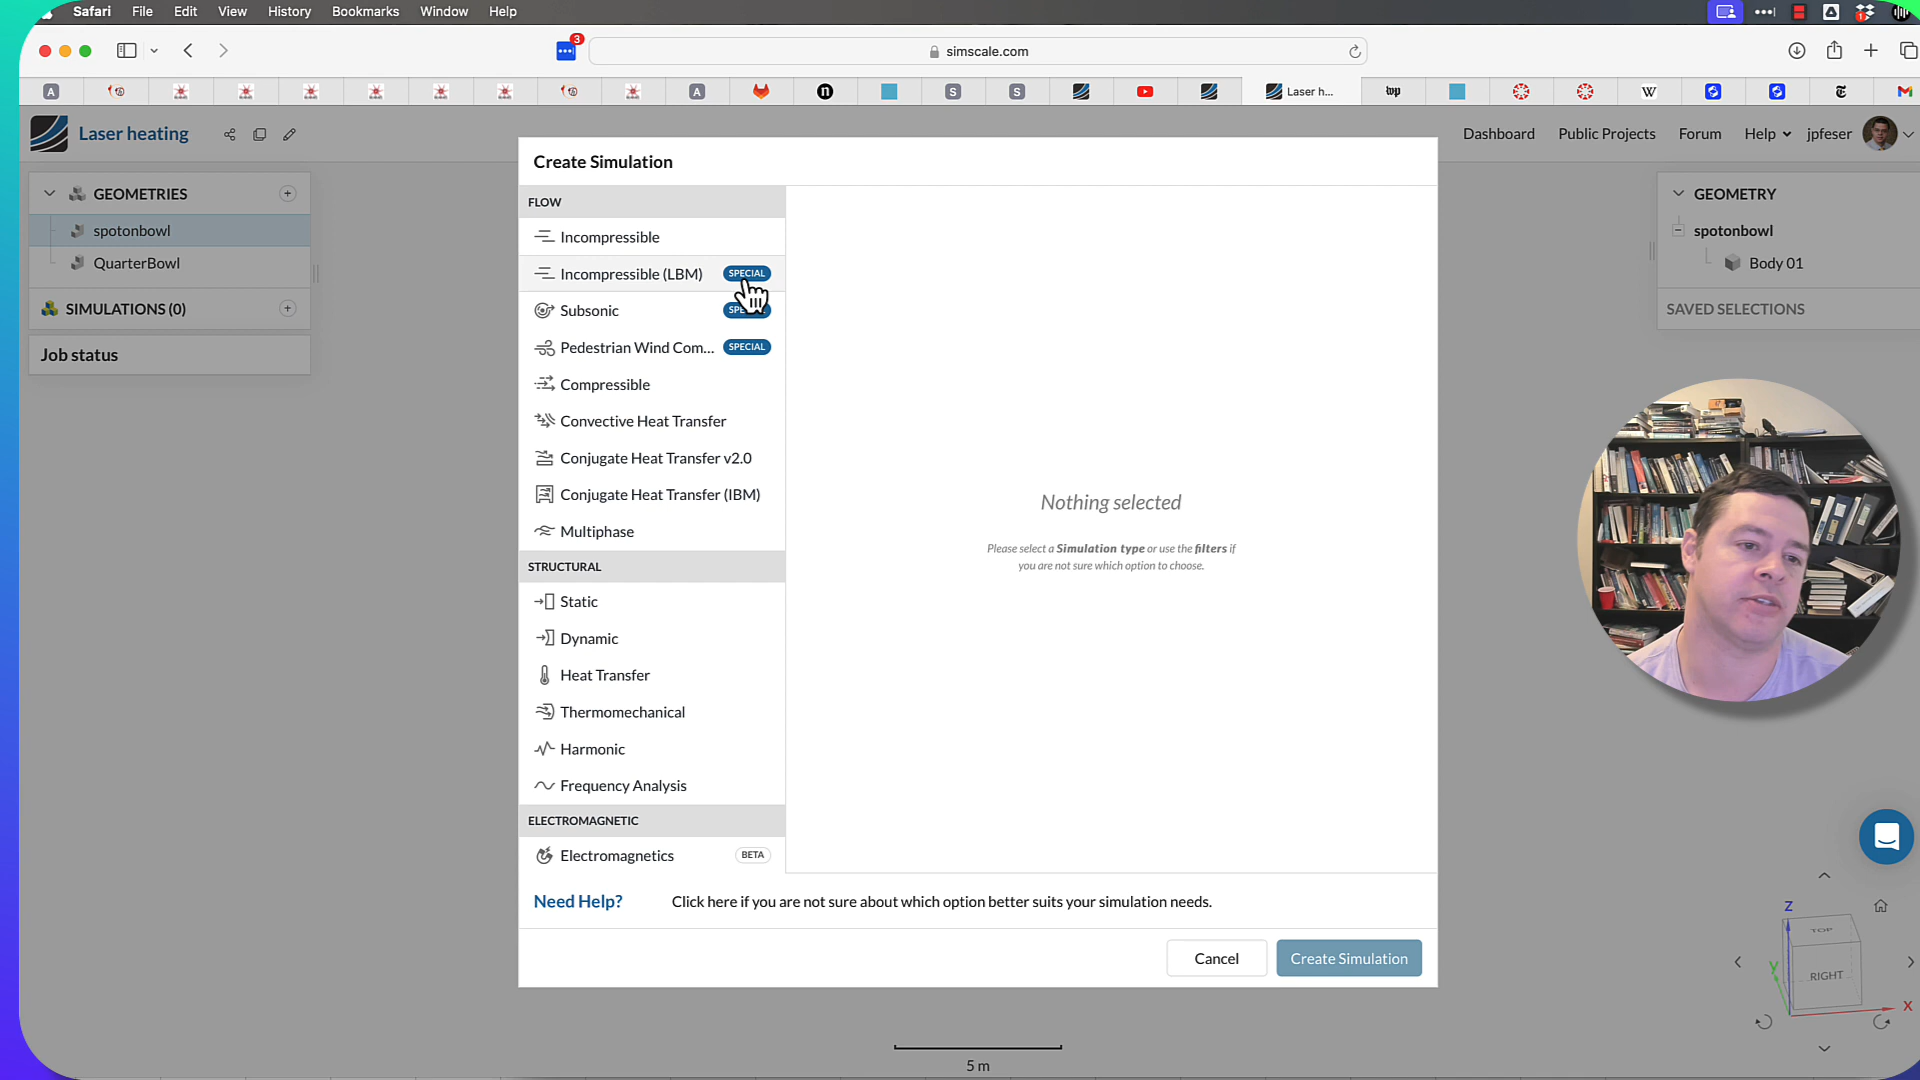 Safari File Edit View History Bookmarks Window Help
3
simscale.com
A A n S S Laser h... wp W
Laser heating
Dashboard Public Projects Forum Help jpfeser
Create Simulation
GEOMETRIES
spotonbowl
QuarterBowl
SIMULATIONS (0)
Job status
FLOW
Incompressible
Incompressible (LBM) SPECIAL
Subsonic
Pedestrian Wind Com... SPECIAL
Compressible
Convective Heat Transfer
Conjugate Heat Transfer v2.0
Conjugate Heat Transfer (IBM)
Multiphase
STRUCTURAL
Static
Dynamic
Heat Transfer
Thermomechanical
Harmonic
Frequency Analysis
ELECTROMAGNETIC
Electromagnetics BETA
Nothing selected
Please select a Simulation type or use the filters if
you are not sure which option to choose.
Need Help? Click here if you are not sure about which option better suits your simulation needs.
Cancel Create Simulation
GEOMETRY
spotonbowl
Body 01
SAVED SELECTIONS
Z
TOP
Y
RIGHT
X
5 m